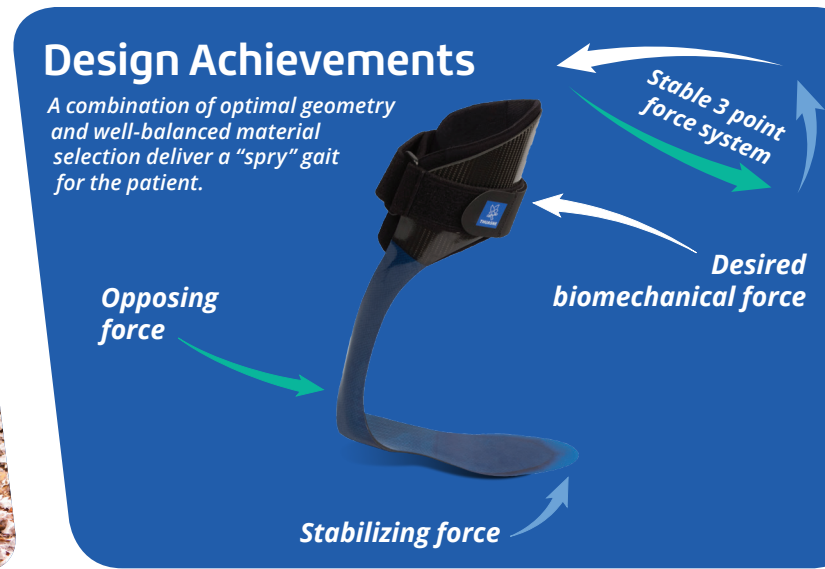 Design Achievements
A combination of optimal geometry
and well-balanced material
selection deliver a “spry” gait
for the patient.
Stable 3 point
force system
Desired
biomechanical force
Opposing
force
Stabilizing force